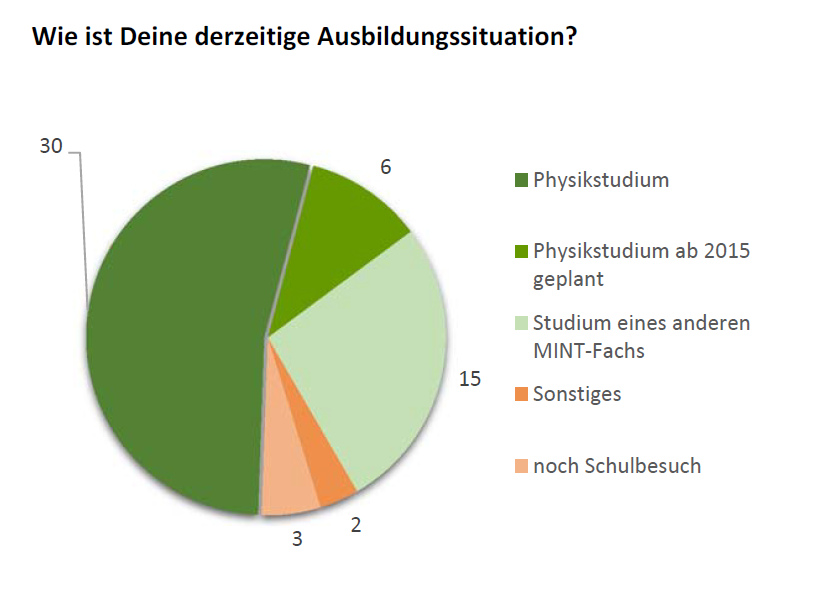 Wie ist Deine derzeitige Ausbildungssituation?
30
6
15
2
3
Physikstudium
Physikstudium ab 2015
geplant
Studium eines anderen
MINT-Fachs
Sonstiges
noch Schulbesuch